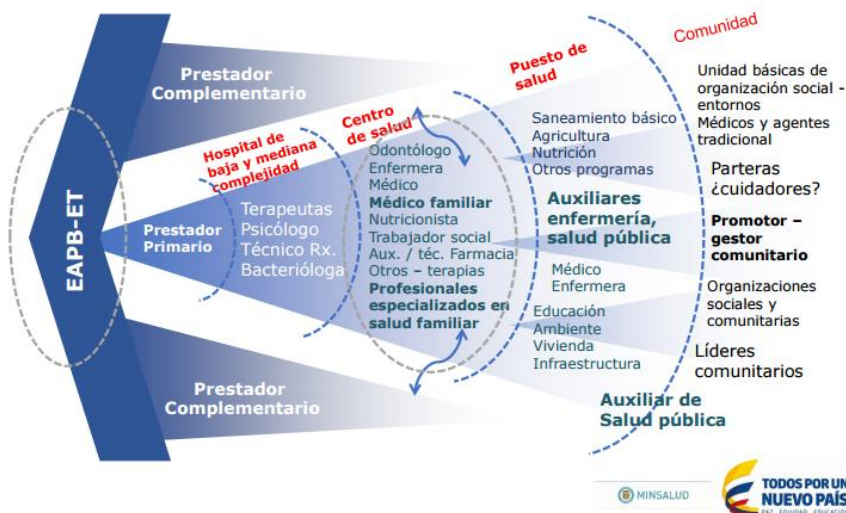 Comunidad
Prestador
Complementario
Puesto de
salud
Unidad básicas de
organización social -
entornos
Médicos y agentes
tradicional
Centro
de salud
Hospital de
baja y mediana
complejidad
Saneamiento básico
Agricultura
Nutrición
Otros programas
Odontólogo
Enfermera
Médico
Médico familiar
Nutricionista
Trabajador social
Aux. / téc. Farmacia
Otros – terapias
Profesionales
especializados en
salud familiar
Parteras
¿cuidadores?
EAPB-ET
Prestador
Primario
Terapeutas
Psicólogo
Técnico Rx.
Bacterióloga
Auxiliares
enfermería,
salud pública
Promotor –
gestor
comunitario
Médico
Enfermera
Organizaciones
sociales y
comunitarias
Educación
Ambiente
Vivienda
Infraestructura
Líderes
comunitarios
Prestador
Complementario
Auxiliar de
Salud pública
MINSALUD
TODOS POR UN
NUEVO PAÍS
PAZ EQUIDAD EDUCACIÓN